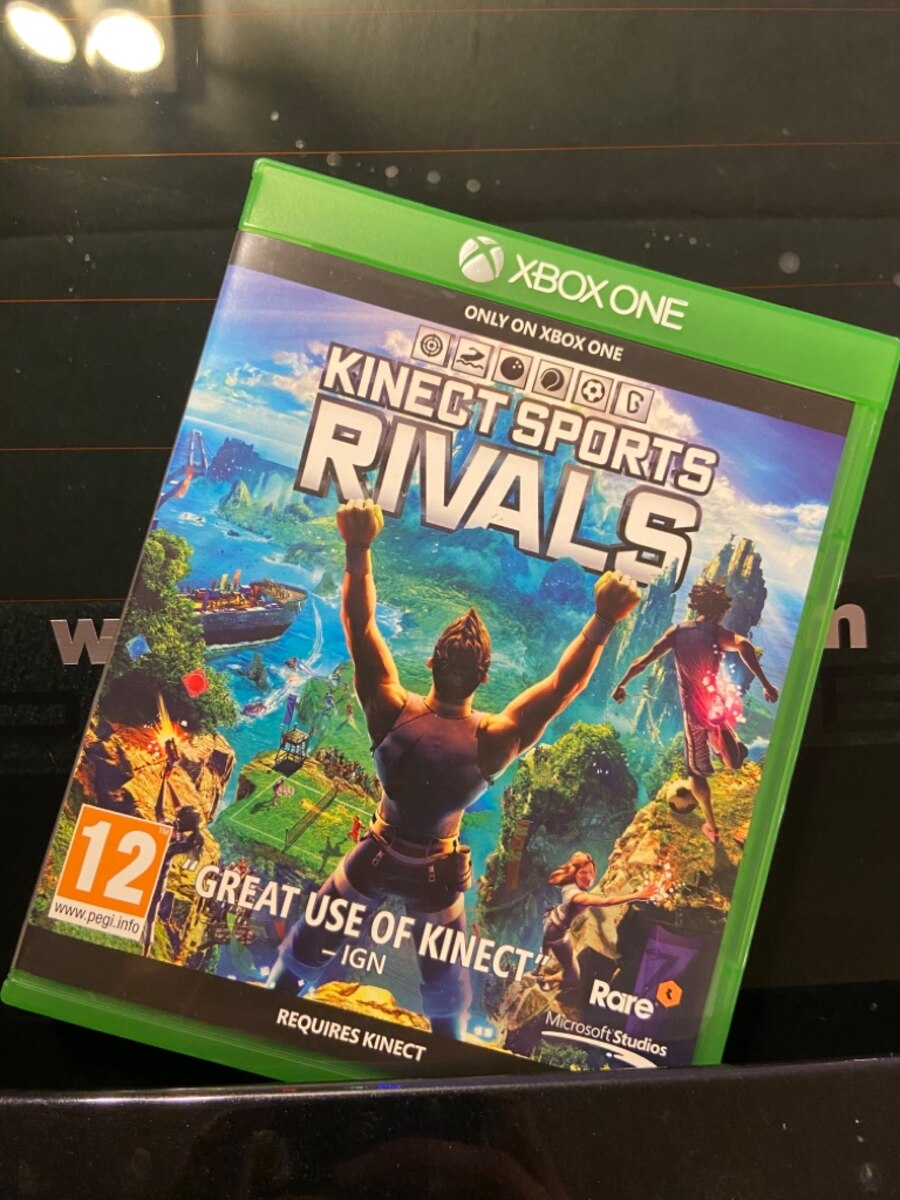 XBOX ONE
ONLY ON XBOX ONE
KINECT SPORTS
RIVALS
w
m
12
TM
www.pegi.info
"GREAT USE OF KINECT"
– IGN
Rare
Microsoft Studios
REQUIRES KINECT